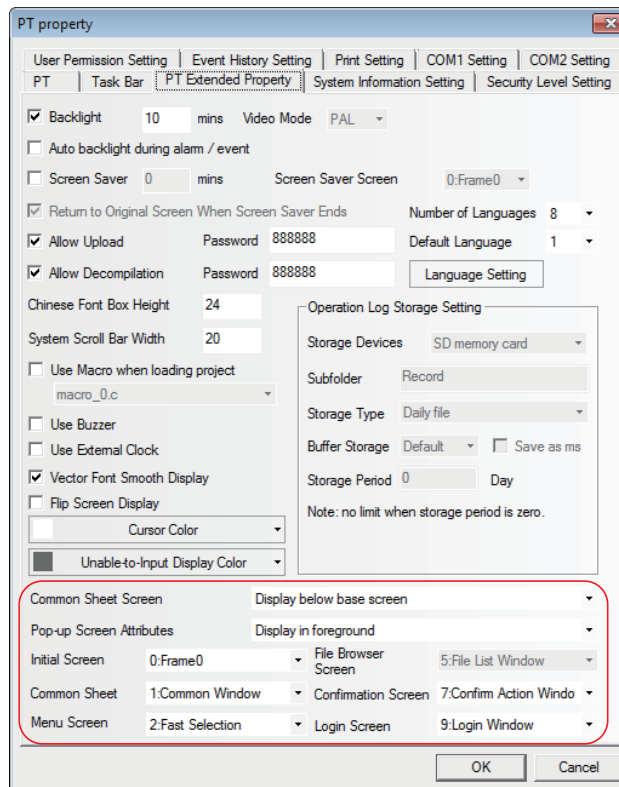 PT property
User Permission Setting Event History Setting Print Setting COM1 Setting COM2 Setting
PT Task Bar PT Extended Property System Information Setting Security Level Setting
Backlight 10 mins Video Mode PAL
Auto backlight during alarm / event
Screen Saver 0 mins Screen Saver Screen 0:Frame0
Return to Original Screen When Screen Saver Ends Number of Languages 8
Allow Upload Password 888888 Default Language 1
Allow Decompilation Password 888888 Language Setting
Chinese Font Box Height 24
System Scroll Bar Width 20
Use Macro when loading project
macro_0.c
Use Buzzer
Use External Clock
Vector Font Smooth Display
Flip Screen Display
Cursor Color
Unable-to-Input Display Color
Operation Log Storage Setting
Storage Devices SD memory card
Subfolder Record
Storage Type Daily file
Buffer Storage Default Save as ms
Storage Period 0 Day
Note: no limit when storage period is zero.
Common Sheet Screen Display below base screen
Pop-up Screen Attributes Display in foreground
Initial Screen 0:Frame0 File Browser Screen 5:File List Window
Common Sheet 1:Common Window Confirmation Screen 7:Confirm Action Windo
Menu Screen 2:Fast Selection Login Screen 9:Login Window
OK Cancel